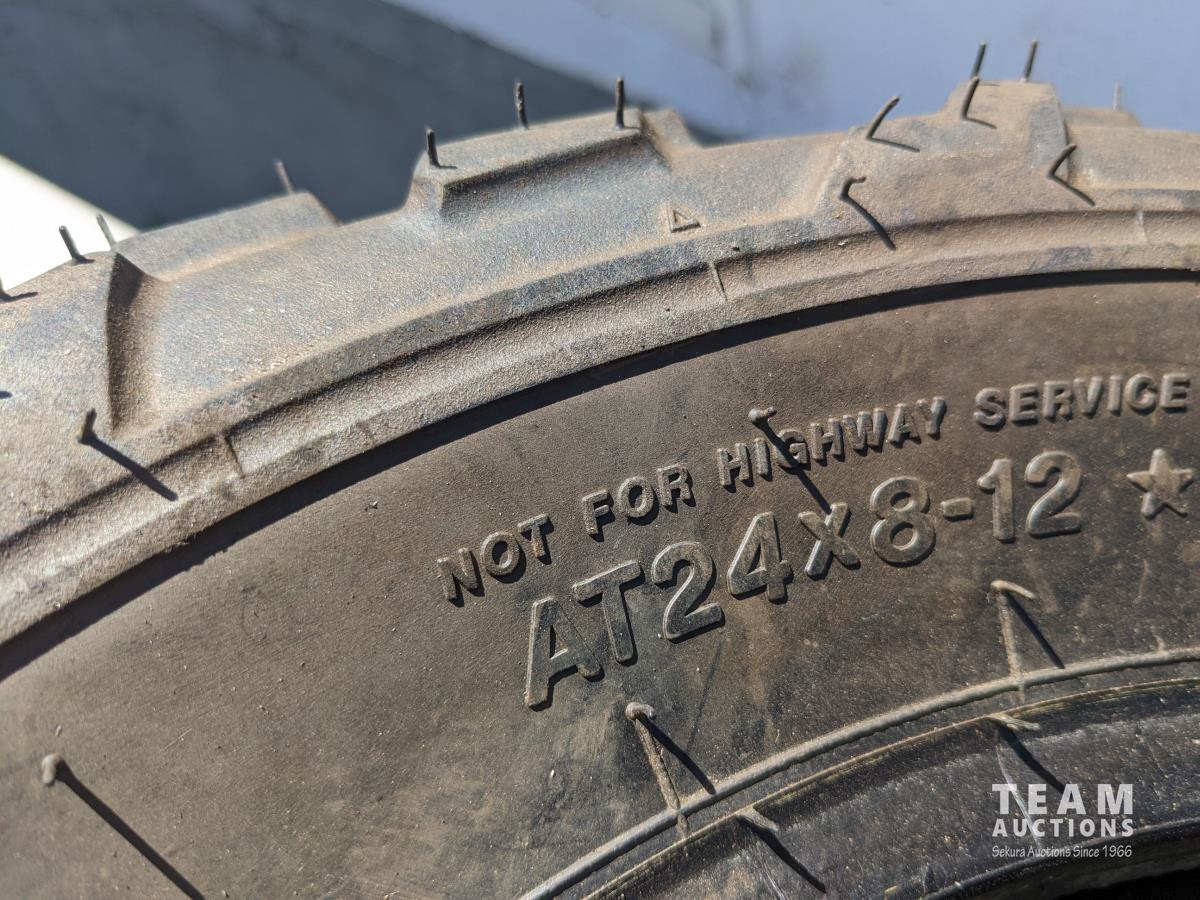 NOT FOR HIGHWAY SERVICE
AT24x8-12 ★
TEAM
AUCTIONS
Sekura Auctions Since 1966